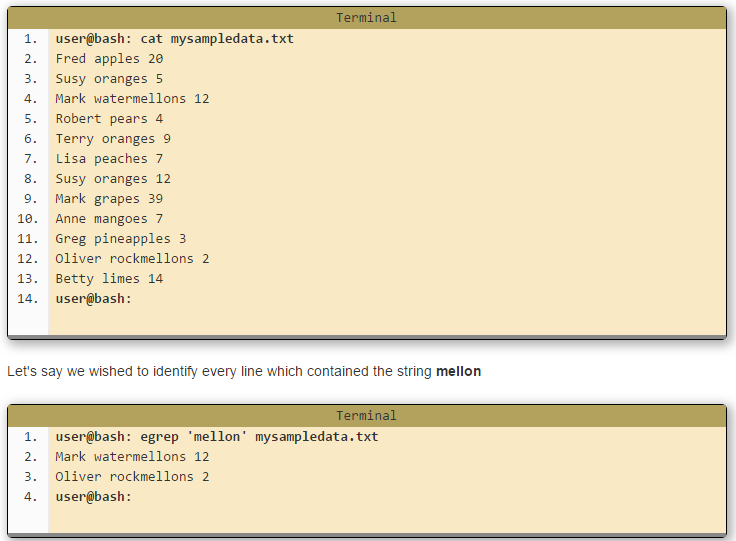 Terminal
1. user@bash: cat mysampledata.txt
2. Fred apples 20
3. Susy oranges 5
4. Mark watermellons 12
5. Robert pears 4
6. Terry oranges 9
7. Lisa peaches 7
8. Susy oranges 12
9. Mark grapes 39
10. Anne mangoes 7
11. Greg pineapples 3
12. Oliver rockmellons 2
13. Betty limes 14
14. user@bash:
Let's say we wished to identify every line which contained the string mellon
Terminal
1. user@bash: egrep 'mellon' mysampledata.txt
2. Mark watermellons 12
3. Oliver rockmellons 2
4. user@bash: